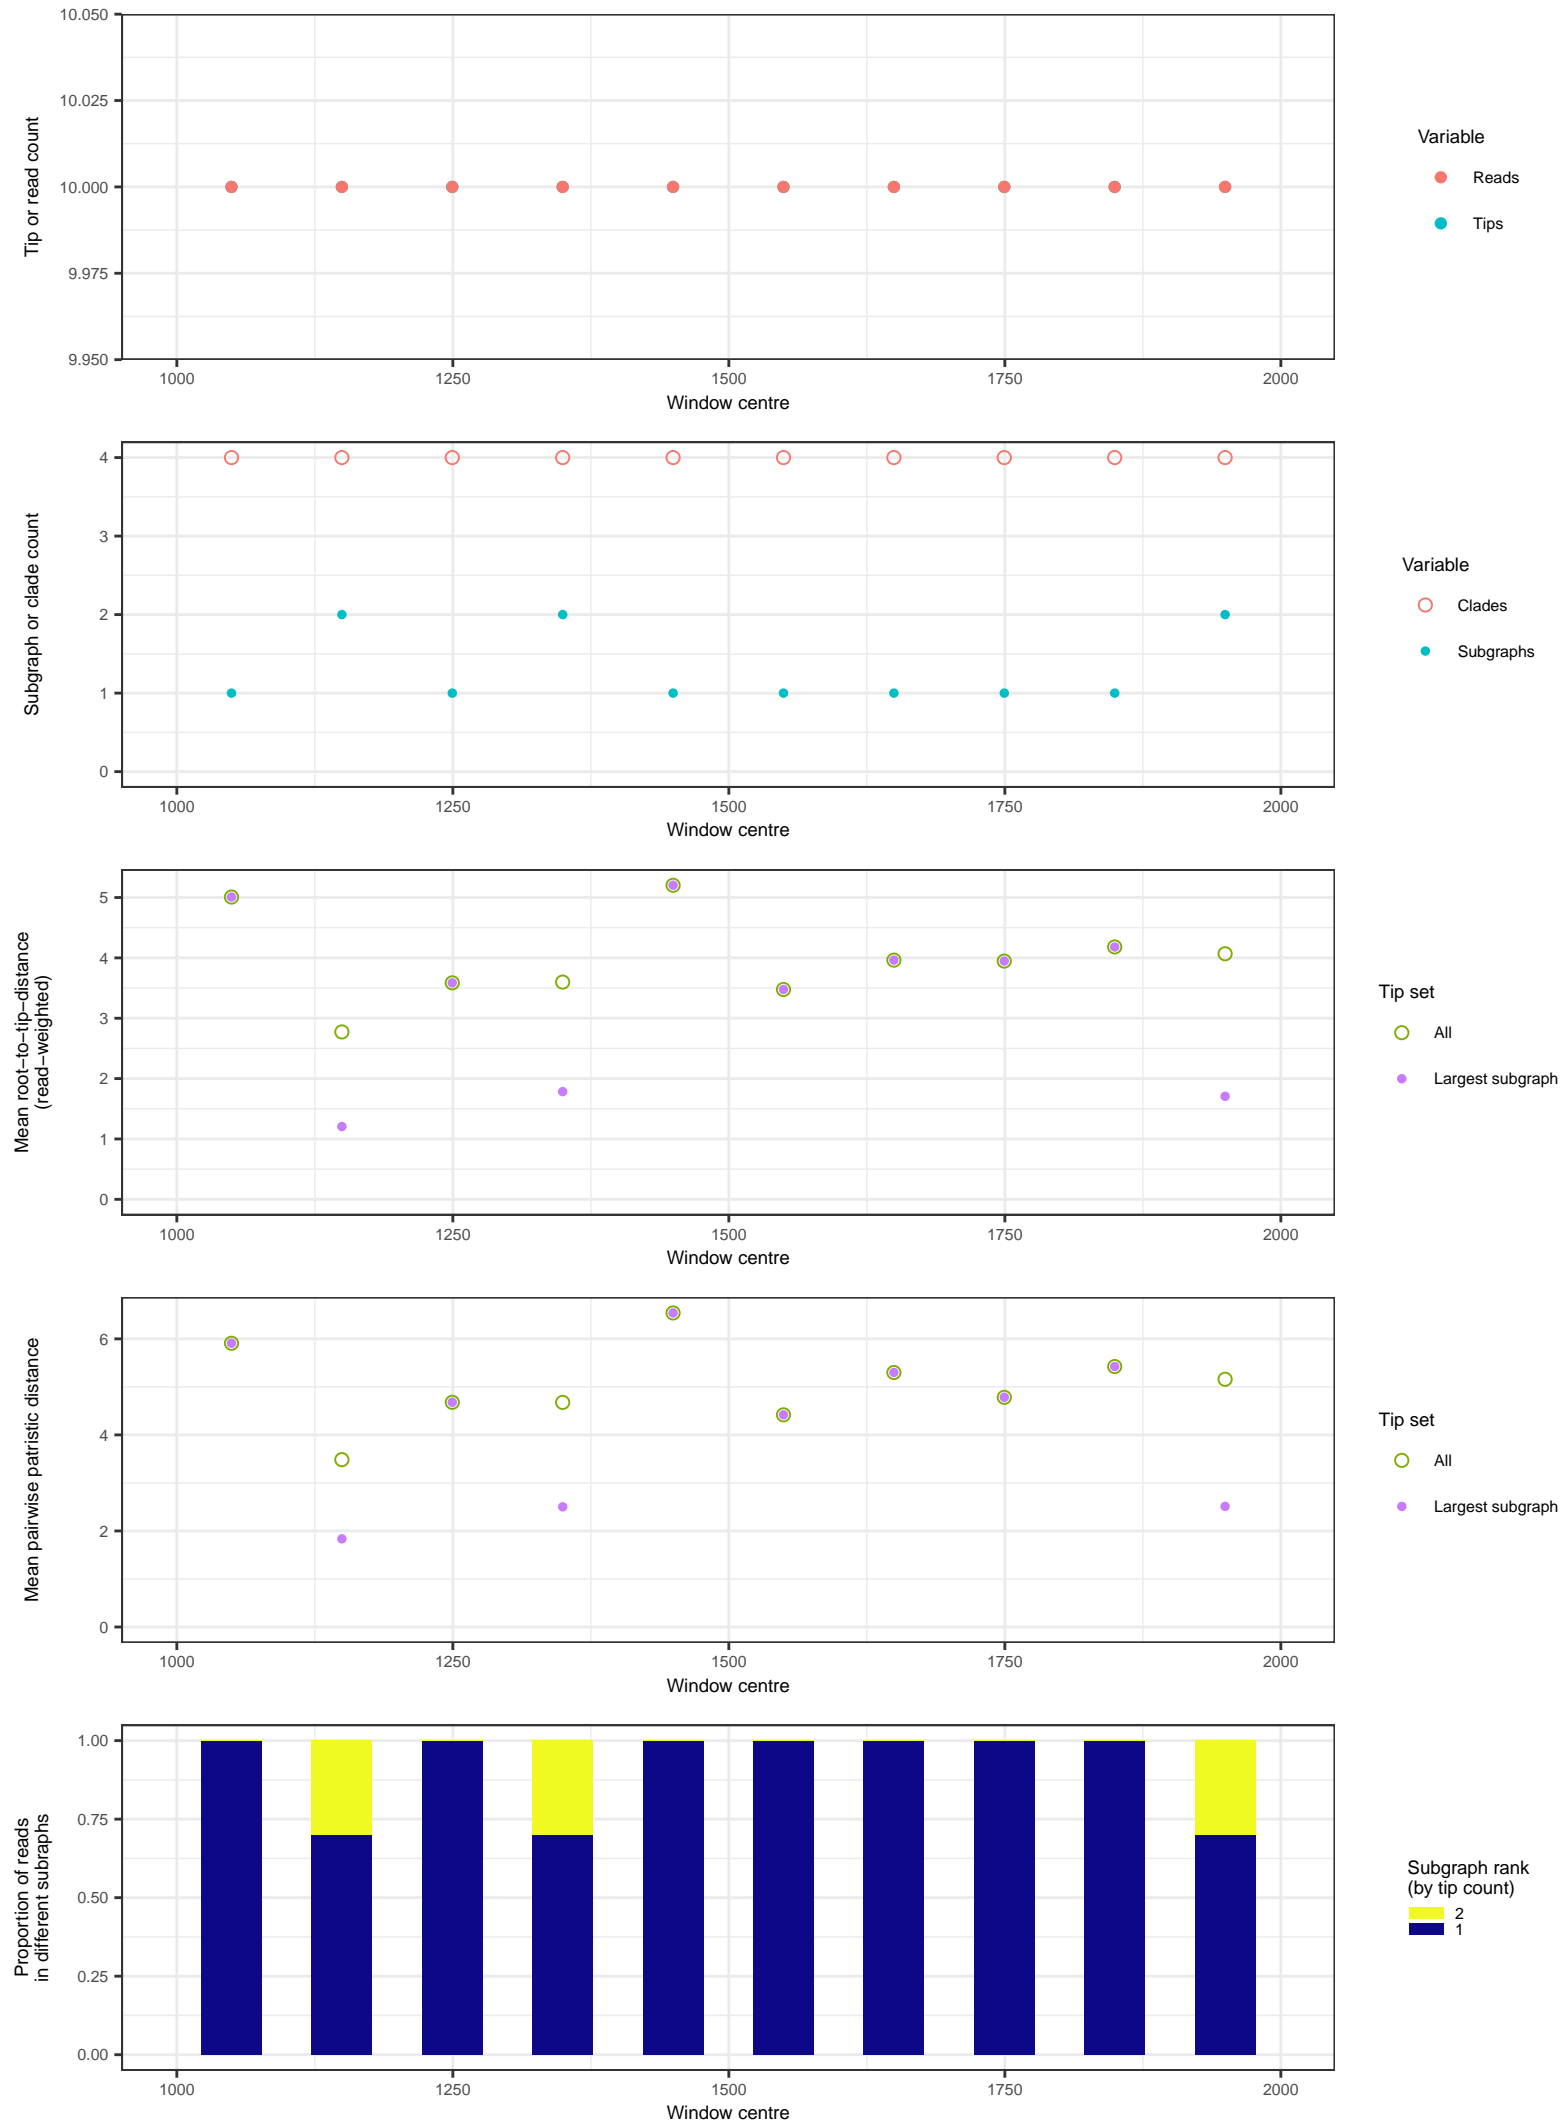 10.050
10.025
10.000
9.975
9.950
Tip or read count
1000 1250 1500 1750 2000
Window centre
Variable
Reads
Tips
4
3
2
1
0
Subgraph or clade count
1000 1250 1500 1750 2000
Window centre
Variable
Clades
Subgraphs
5
4
3
2
1
0
Mean root−to−tip−distance
(read−weighted)
1000 1250 1500 1750 2000
Window centre
Tip set
All
Largest subgraph
6
4
2
0
Mean pairwise patristic distance
1000 1250 1500 1750 2000
Window centre
Tip set
All
Largest subgraph
1.00
0.75
0.50
0.25
0.00
Proportion of reads
in different subraphs
1000 1250 1500 1750 2000
Window centre
Subgraph rank
(by tip count)
2
1